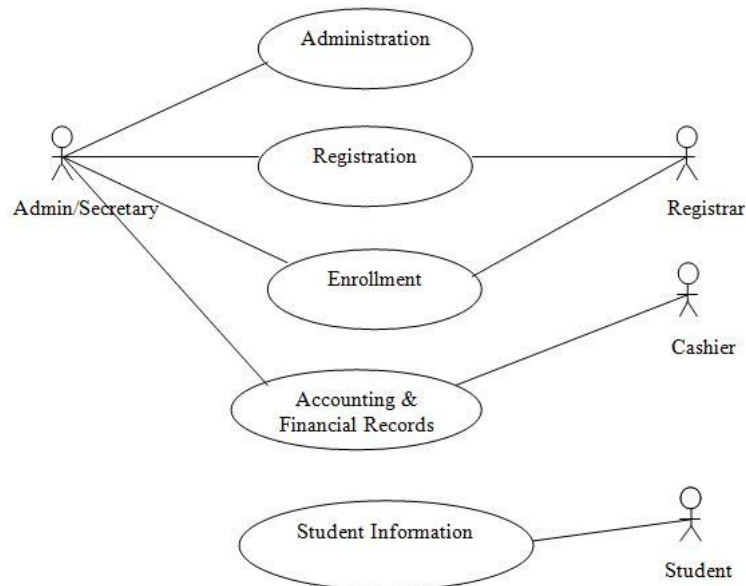 Administration
Registration
Admin/Secretary
Registrar
Enrollment
Cashier
Accounting &
Financial Records
Student Information
Student